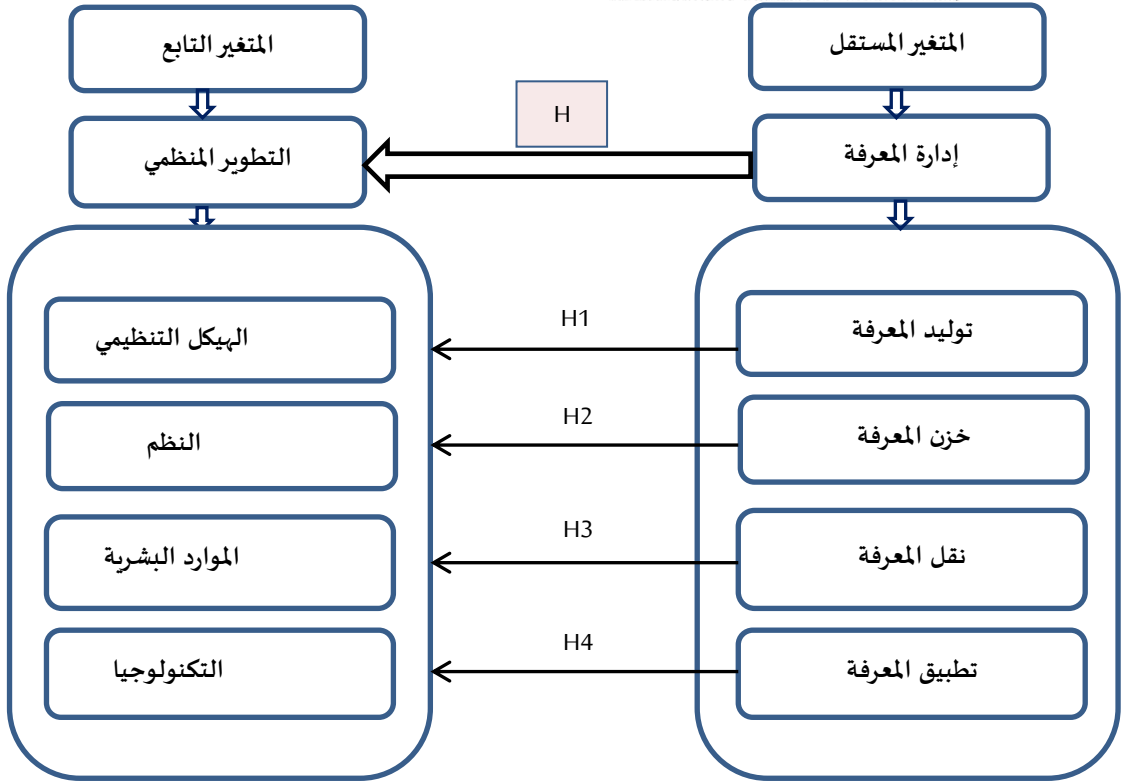 المتغير المستقل
المتغير التابع
H
إدارة المعرفة
التطوير المنظمي
توليد المعرفة
H1
الهيكل التنظيمي
خزن المعرفة
H2
النظم
نقل المعرفة
H3
الموارد البشرية
تطبيق المعرفة
H4
التكنولوجيا